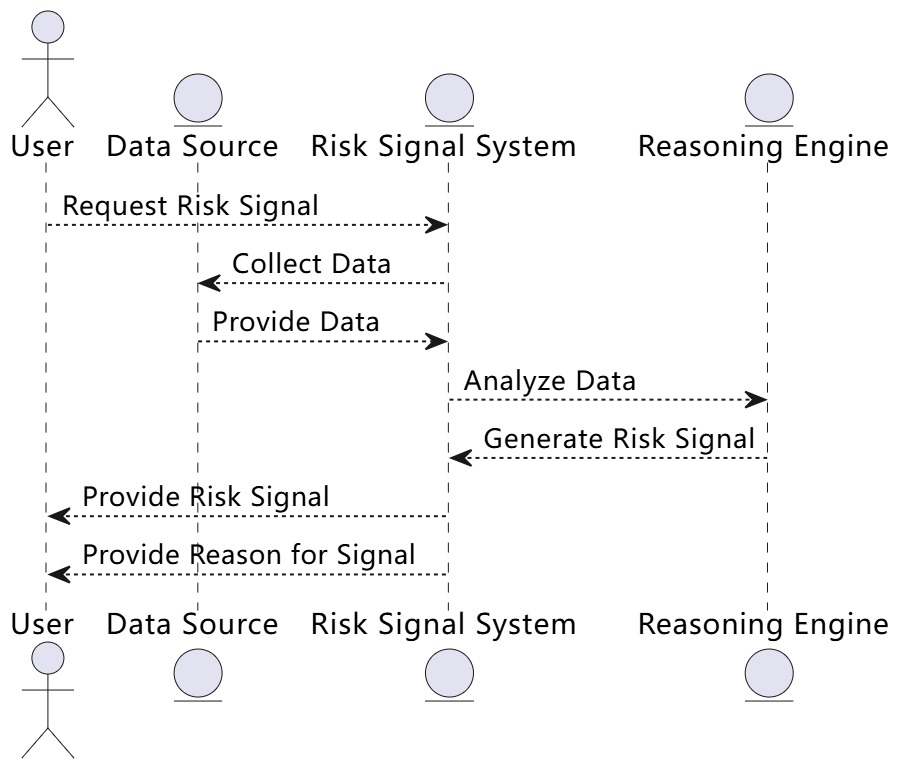 User Data Source Risk Signal System Reasoning Engine
Request Risk Signal
Collect Data
Provide Data
Analyze Data
Generate Risk Signal
Provide Risk Signal
Provide Reason for Signal
User Data Source Risk Signal System Reasoning Engine